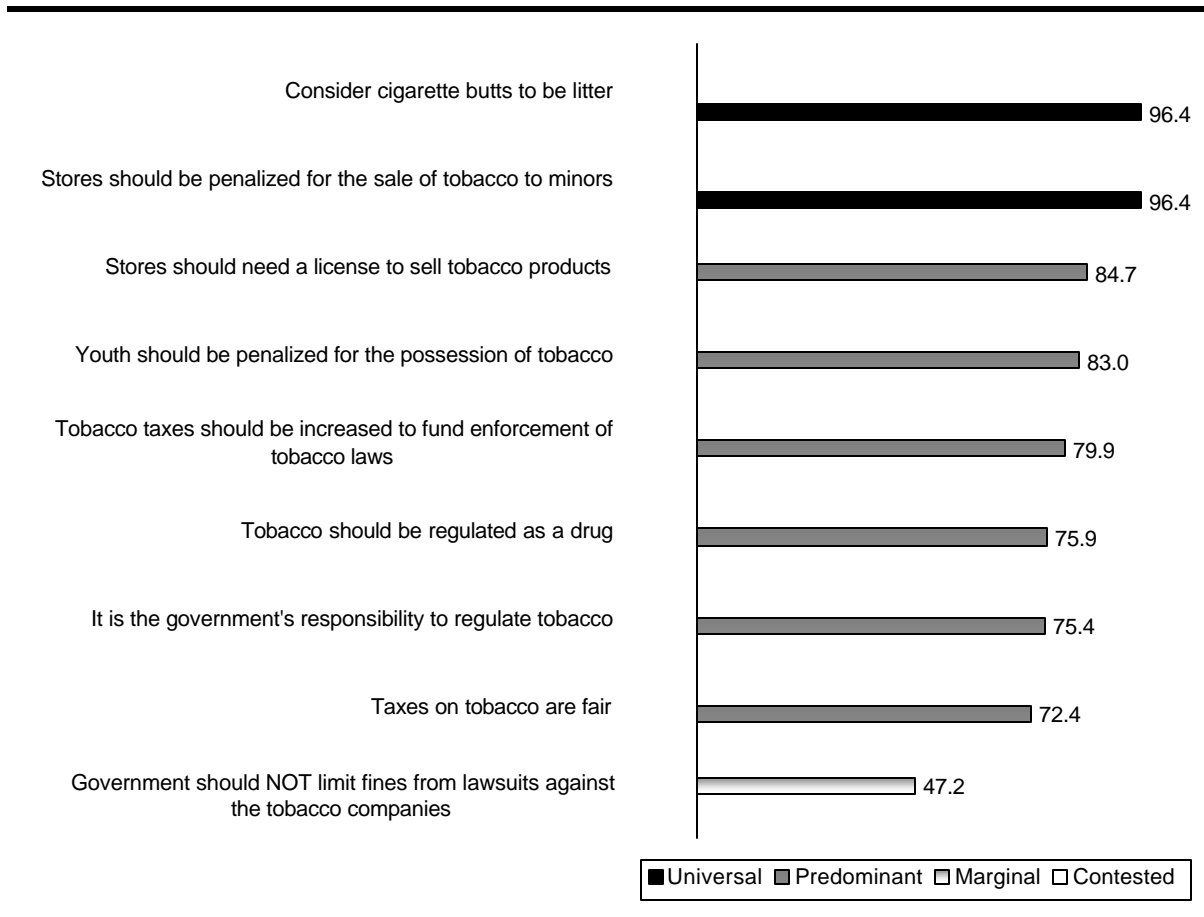 Consider cigarette butts to be litter
96.4
Stores should be penalized for the sale of tobacco to minors
96.4
Stores should need a license to sell tobacco products
84.7
Youth should be penalized for the possession of tobacco
83.0
Tobacco taxes should be increased to fund enforcement of
tobacco laws
79.9
Tobacco should be regulated as a drug
75.9
It is the government's responsibility to regulate tobacco
75.4
Taxes on tobacco are fair
72.4
Government should NOT limit fines from lawsuits against
the tobacco companies
47.2
Universal Predominant Marginal Contested